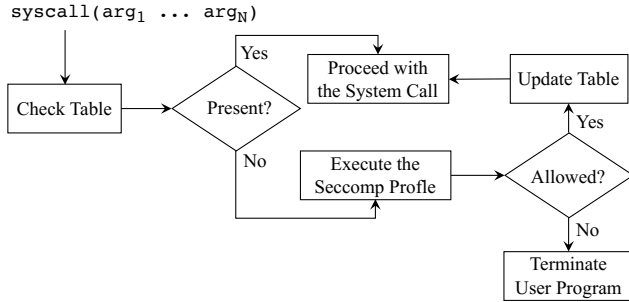 syscall(arg1 ... argN)
Check Table
Present?
Yes
No
Proceed with
the System Call
Update Table
Execute the
Seccomp Profle
Allowed?
Yes
No
Terminate
User Program